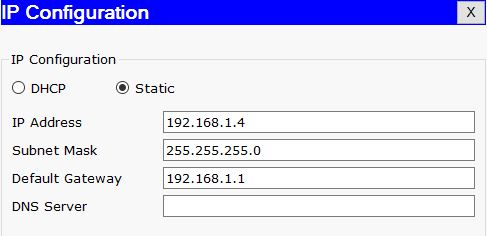 IP Configuration X
IP Configuration
DHCP Static
IP Address 192.168.1.4
Subnet Mask 255.255.255.0
Default Gateway 192.168.1.1
DNS Server